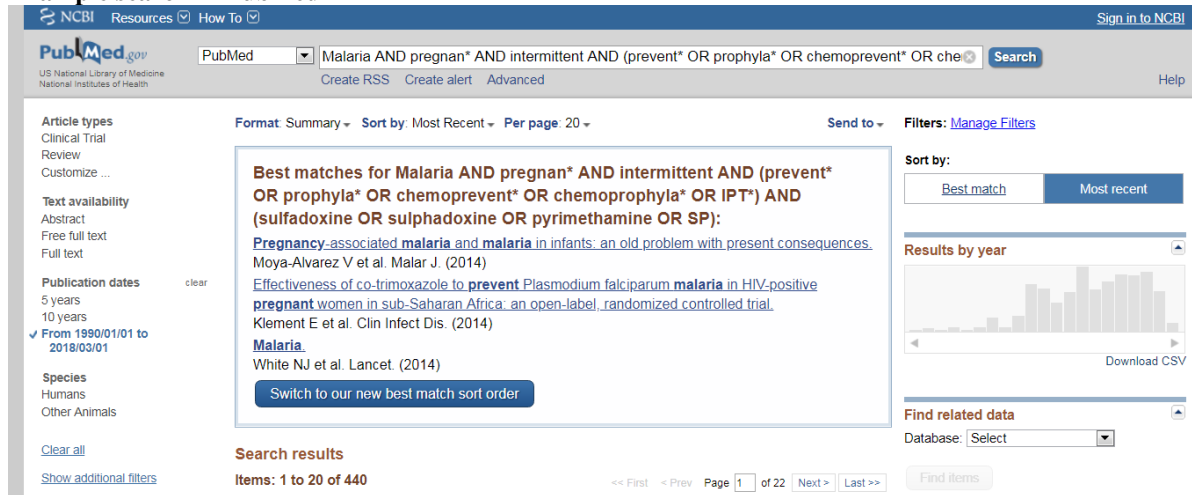 NCBI Resources How To Sign in to NCBI
PubMed.gov
US National Library of Medicine
National Institutes of Health
PubMed
Malaria AND pregnan* AND intermittent AND (prevent* OR prophyla* OR chemoprevent* OR che
Search
Create RSS Create alert Advanced
Help
Article types
Clinical Trial
Review
Customize ...
Text availability
Abstract
Free full text
Full text
Publication dates clear
5 years
10 years
From 1990/01/01 to
2018/03/01
Species
Humans
Other Animals
Clear all
Show additional filters
Format: Summary Sort by: Most Recent Per page: 20 Send to
Best matches for Malaria AND pregnan* AND intermittent AND (prevent*
OR prophyla* OR chemoprevent* OR chemoprophyla* OR IPT*) AND
(sulfadoxine OR sulphadoxine OR pyrimethamine OR SP):
Pregnancy-associated malaria and malaria in infants: an old problem with present consequences.
Moya-Alvarez V et al. Malar J. (2014)
Effectiveness of co-trimoxazole to prevent Plasmodium falciparum malaria in HIV-positive
pregnant women in sub-Saharan Africa: an open-label, randomized controlled trial.
Klement E et al. Clin Infect Dis. (2014)
Malaria.
White NJ et al. Lancet. (2014)
Switch to our new best match sort order
Search results
Items: 1 to 20 of 440
<< First < Prev Page 1 of 22 Next > Last >>
Filters: Manage Filters
Sort by:
Best match Most recent
Results by year
Download CSV
Find related data
Database: Select
Find items